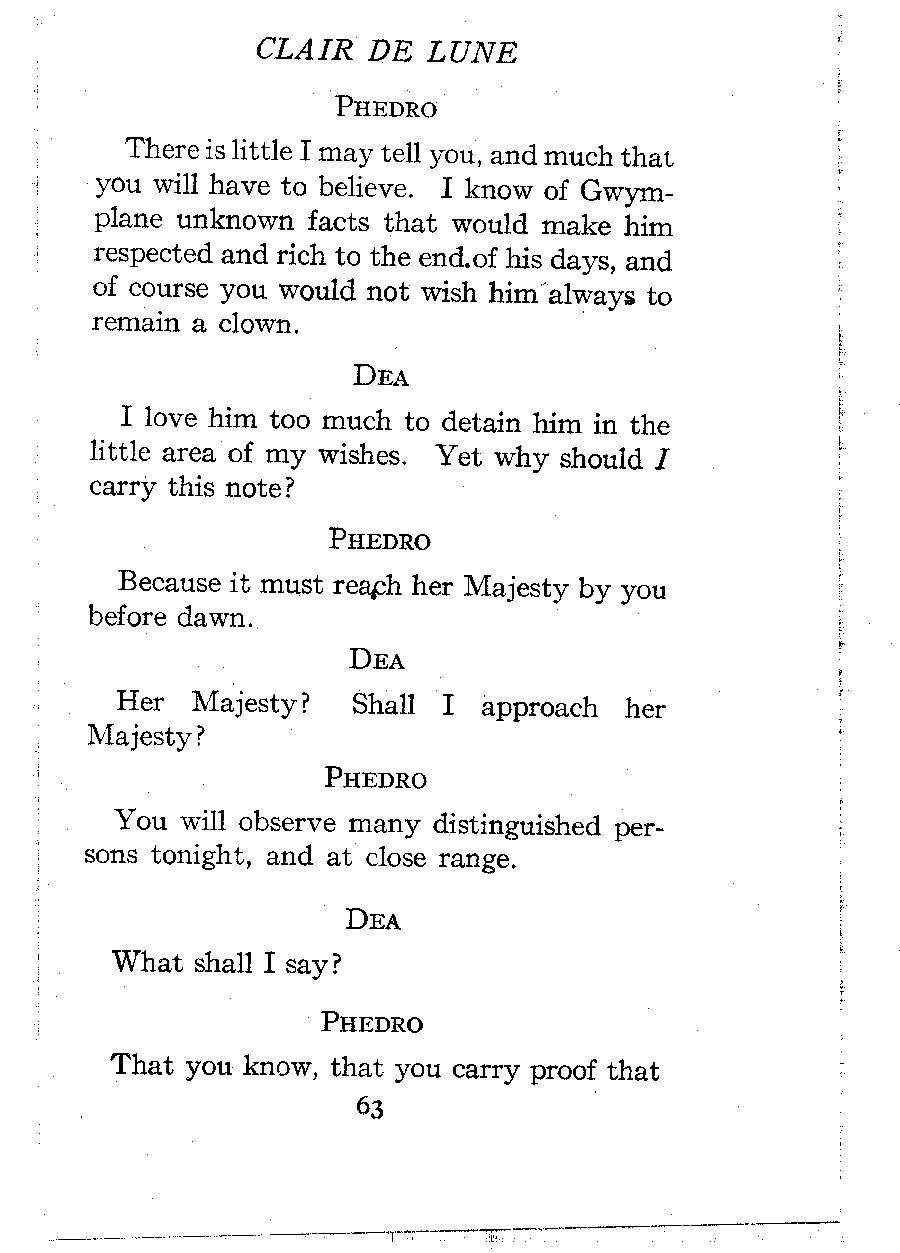 CLAIR DE LUNE
PHEDRO
There is little I may tell you, and much that
you will have to believe. I know of Gwym-
plane unknown facts that would make him
respected and rich to the end.of his days, and
of course you would not wish him always to
remain a clown.
DEA
I love him too much to detain him in the
little area of my wishes. Yet why should I
carry this note?
PHEDRO
Because it must reach her Majesty by you
before dawn.
DEA
Her Majesty? Shall I approach her
Majesty?
PHEDRO
You will observe many distinguished per-
sons tonight, and at close range.
DEA
What shall I say?
PHEDRO
That you know, that you carry proof that
63